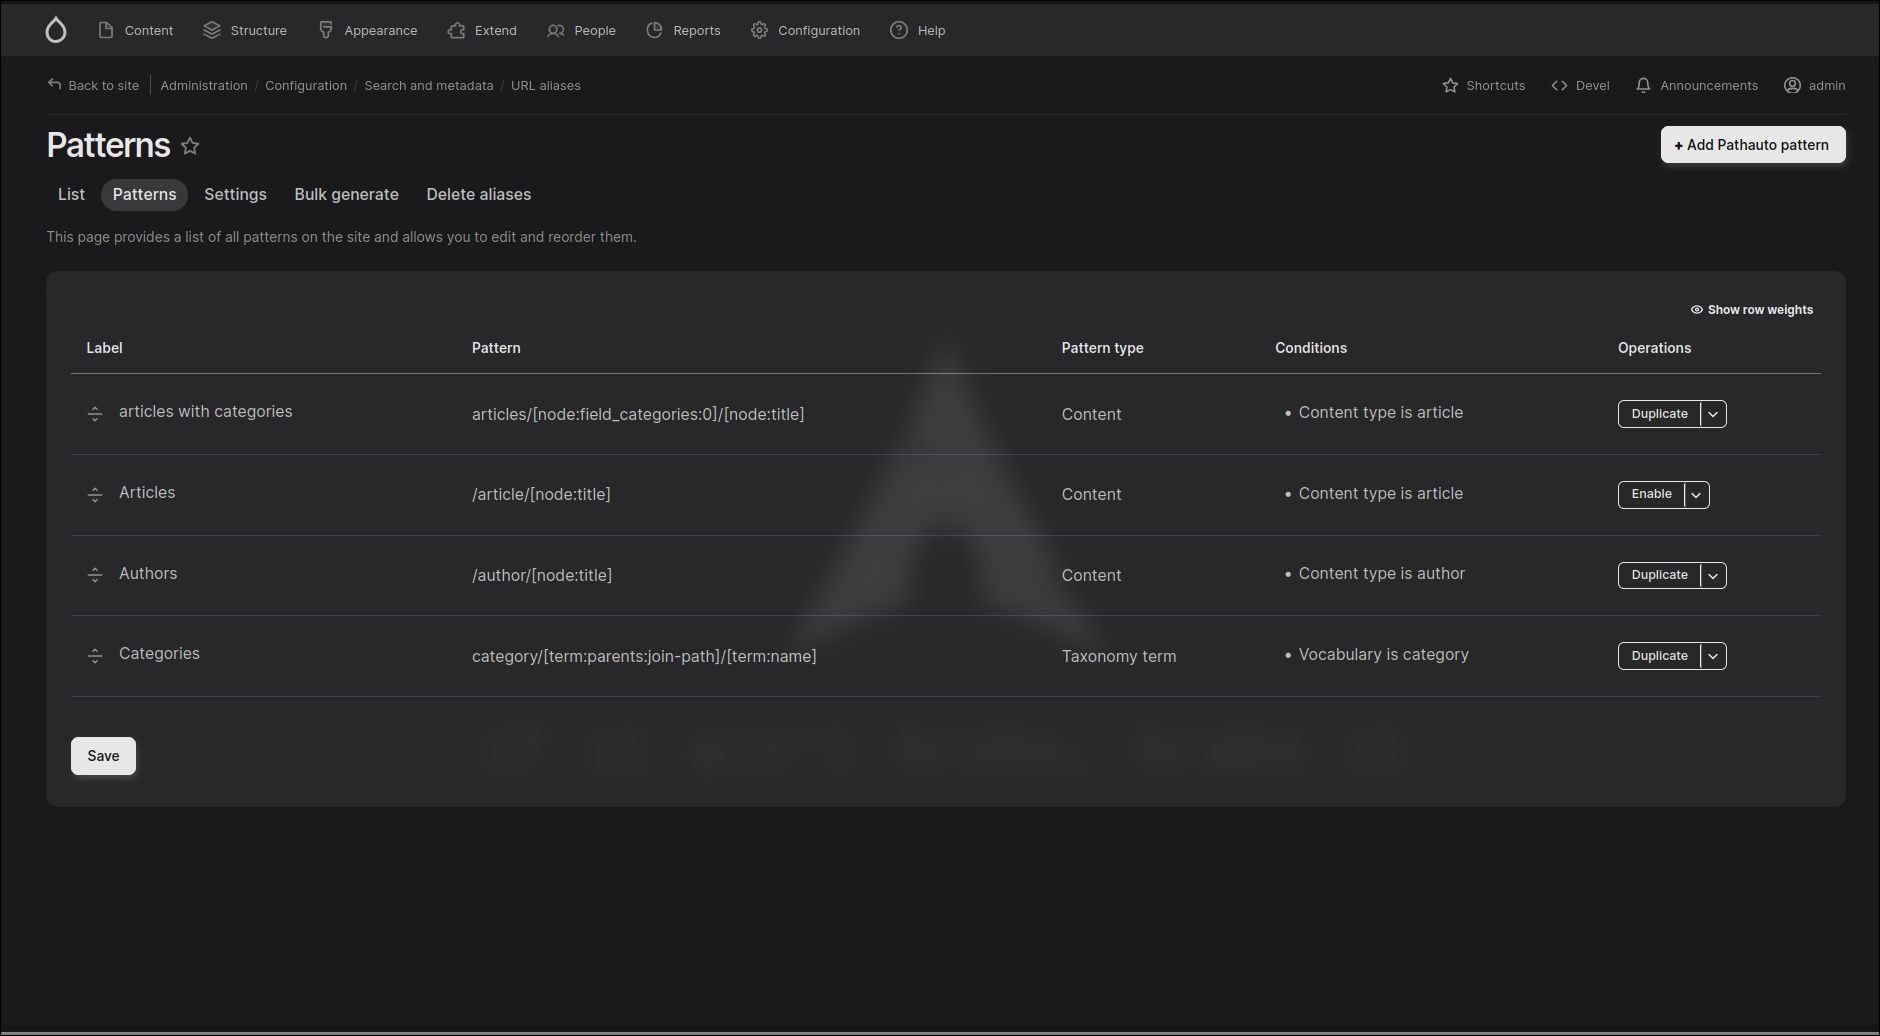 Content Structure Appearance Extend People Reports Configuration Help
Back to site Administration / Configuration / Search and metadata / URL aliases Shortcuts Devel Announcements admin
Patterns + Add Pathauto pattern
List Patterns Settings Bulk generate Delete aliases
This page provides a list of all patterns on the site and allows you to edit and reorder them.
Show row weights
Label Pattern Pattern type Conditions Operations
articles with categories articles/[node:field_categories:0]/[node:title] Content • Content type is article Duplicate
Articles /article/[node:title] Content • Content type is article Enable
Authors /author/[node:title] Content • Content type is author Duplicate
Categories category/[term:parents:join-path]/[term:name] Taxonomy term • Vocabulary is category Duplicate
Save